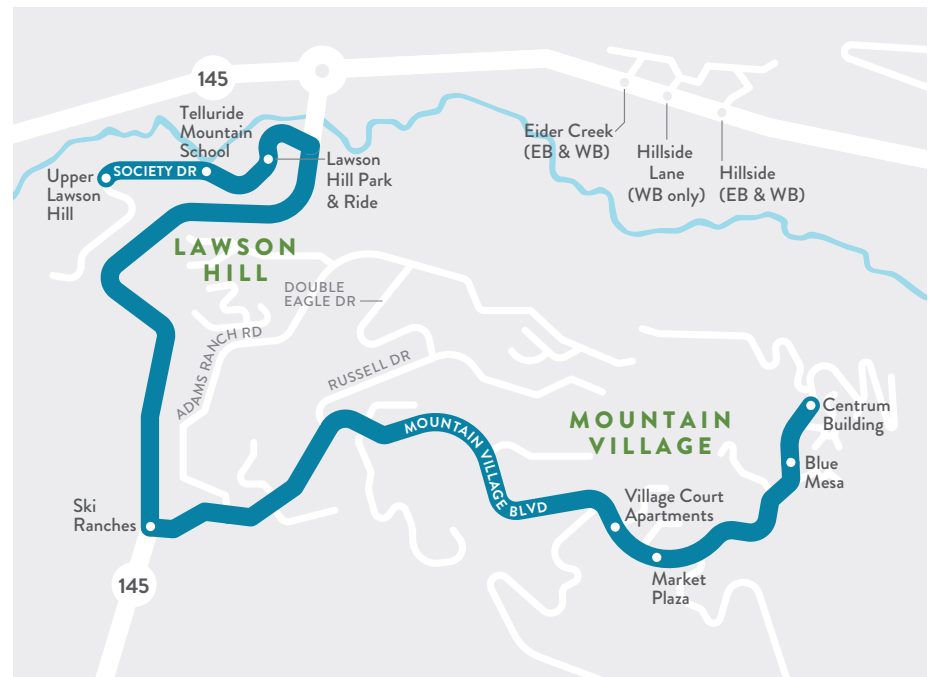 145
Telluride
Mountain
School
Eider Creek
(EB & WB)
Hillside
Lane
(WB only)
Hillside
(EB & WB)
Upper
Lawson
Hill
SOCIETY DR
Lawson
Hill Park
& Ride
LAWSON
HILL
DOUBLE
EAGLE DR
ADAMS RANCH RD
RUSSELL DR
MOUNTAIN VILLAGE BLVD
MOUNTAIN
VILLAGE
Centrum
Building
Blue
Mesa
Village Court
Apartments
Market
Plaza
Ski
Ranches
145